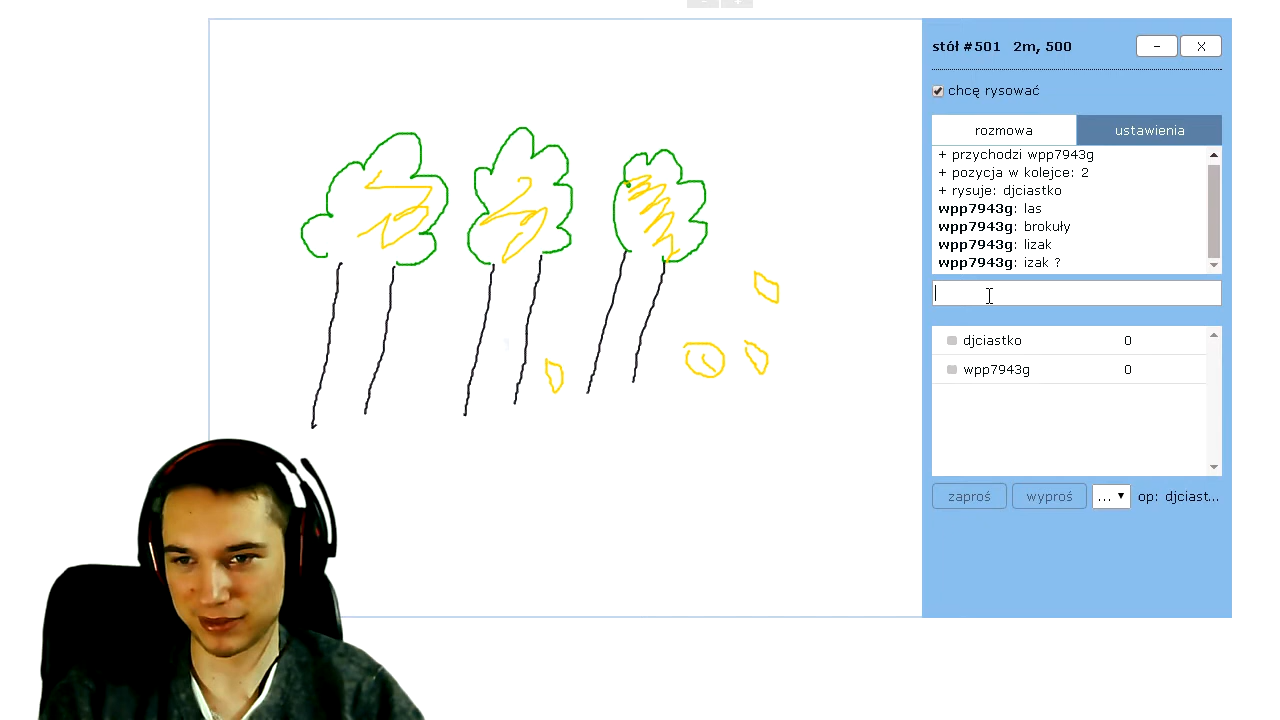 stół #501 2m, 500
– X
chcę rysować
rozmowa ustawienia
+ przychodzi wpp7943g
+ pozycja w kolejce: 2
+ rysuje: djciastko
wpp7943g: las
wpp7943g: brokuły
wpp7943g: lizak
wpp7943g: izak ?
djciastko 0
wpp7943g 0
zaproś wyproś ... ▼ op: djciast...